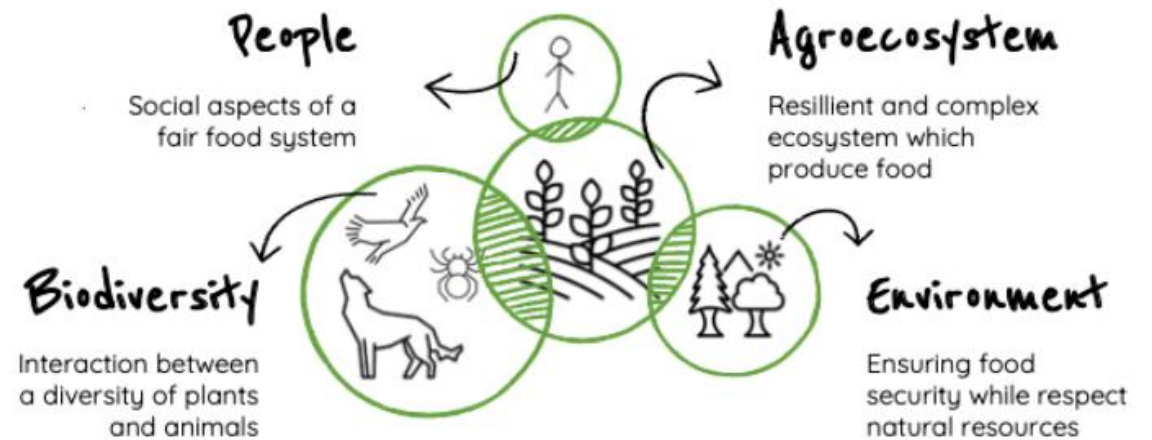 People
Social aspects of a
fair food system
Agroecosystem
Resillient and complex
ecosystem which
produce food
Biodiversity
Interaction between
a diversity of plants
and animals
Environment
Ensuring food
security while respect
natural resources